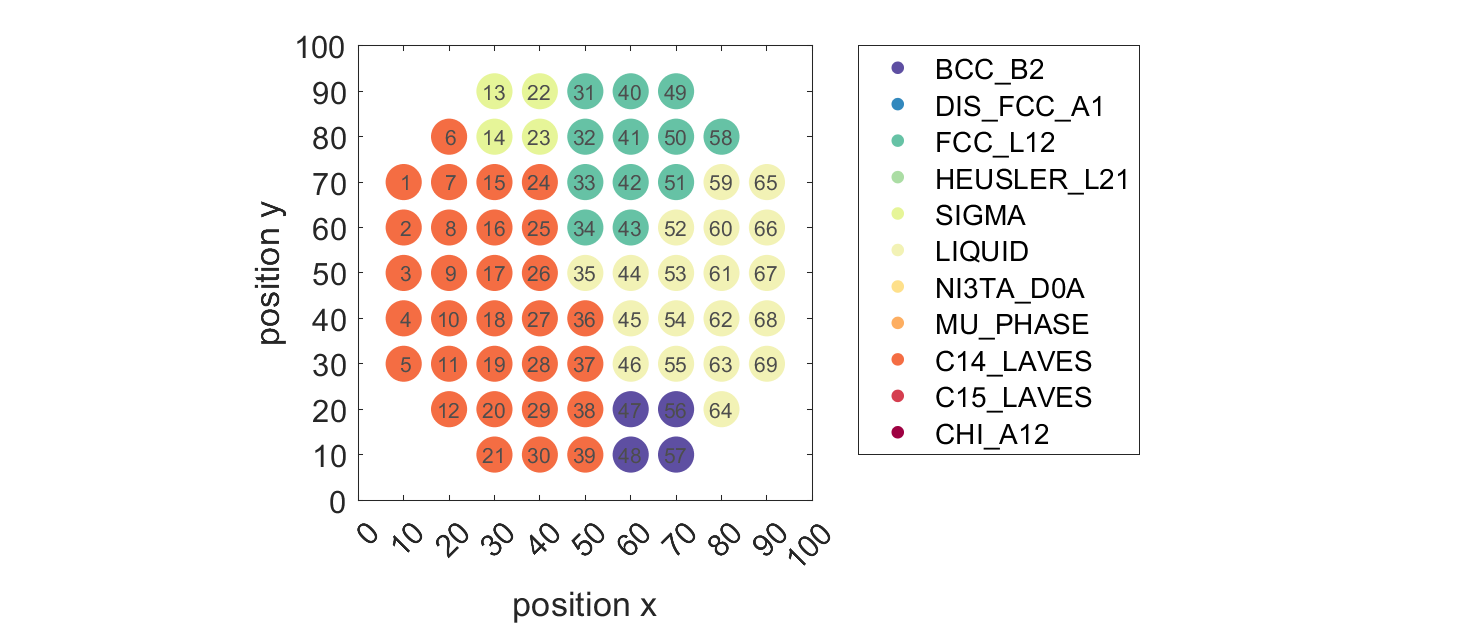 100
90
80
70
60
50
40
30
20
10
0
position y
13 22 31 40 49
6 14 23 32 41 50 58
1 7 15 24 33 42 51 59 65
2 8 16 25 34 43 52 60 66
3 9 17 26 35 44 53 61 67
4 10 18 27 36 45 54 62 68
5 11 19 28 37 46 55 63 69
12 20 29 38 47 56 64
21 30 39 48 57
0 10 20 30 40 50 60 70 80 90 100
position x
BCC_B2
DIS_FCC_A1
FCC_L12
HEUSLER_L21
SIGMA
LIQUID
NI3TA_D0A
MU_PHASE
C14_LAVES
C15_LAVES
CHI_A12